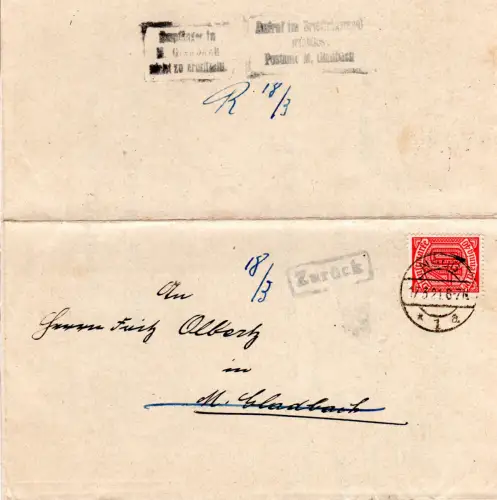 Empfänger in
M. Gladbach
nicht zu ermitteln.
Postamt M. Gladbach
R. 18/3
18/3
Zurück
An
Herrn Fritz Olbertz
in
M. Gladbach
* 1 a